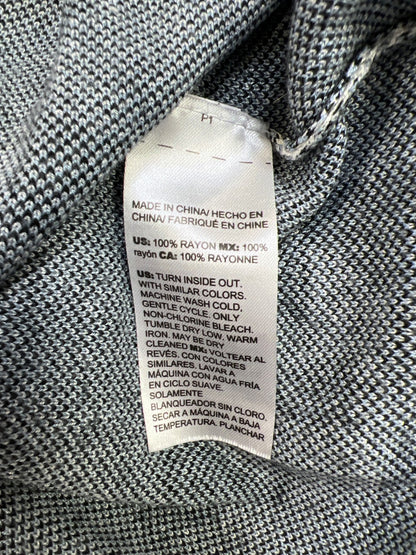 P1
MADE IN CHINA/ HECHO EN
CHINA/ FABRIQUÉ EN CHINE
US: 100% RAYON MX: 100%
rayón CA: 100% RAYONNE
US: TURN INSIDE OUT.
WITH SIMILAR COLORS.
MACHINE WASH COLD,
GENTLE CYCLE. ONLY
NON-CHLORINE BLEACH.
TUMBLE DRY LOW, WARM
IRON. MAY BE DRY
CLEANED MX: VOLTEAR AL
REVÉS. CON COLORES
SIMILARES. LAVAR A
MÁQUINA CON AGUA FRÍA
EN CICLO SUAVE.
SOLAMENTE
BLANQUEADOR SIN CLORO.
SECAR A MÁQUINA A BAJA
TEMPERATURA. PLANCHAR